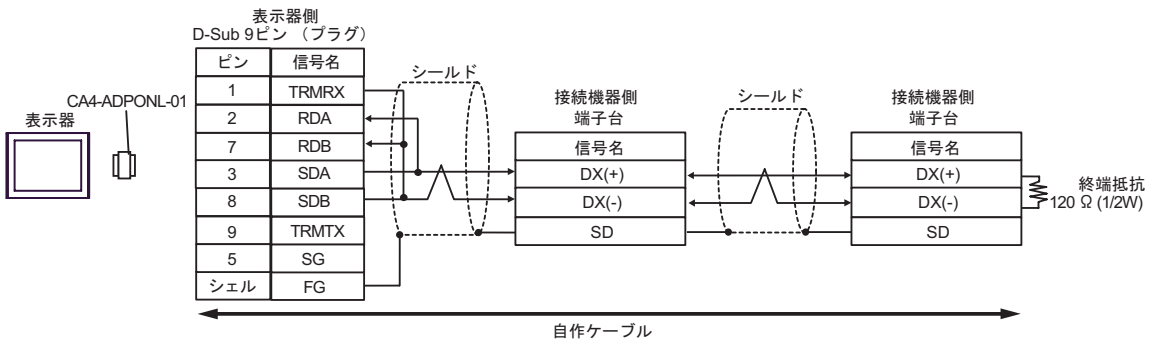 表示器側
D-Sub 9ピン （プラグ）
ピン 信号名
1 TRMRX
2 RDA
7 RDB
3 SDA
8 SDB
9 TRMTX
5 SG
シェル FG
CA4-ADPONL-01
表示器
シールド
接続機器側
端子台
信号名
DX(+)
DX(-)
SD
シールド
接続機器側
端子台
信号名
DX(+)
DX(-)
SD
終端抵抗
120 Ω (1/2W)
自作ケーブル